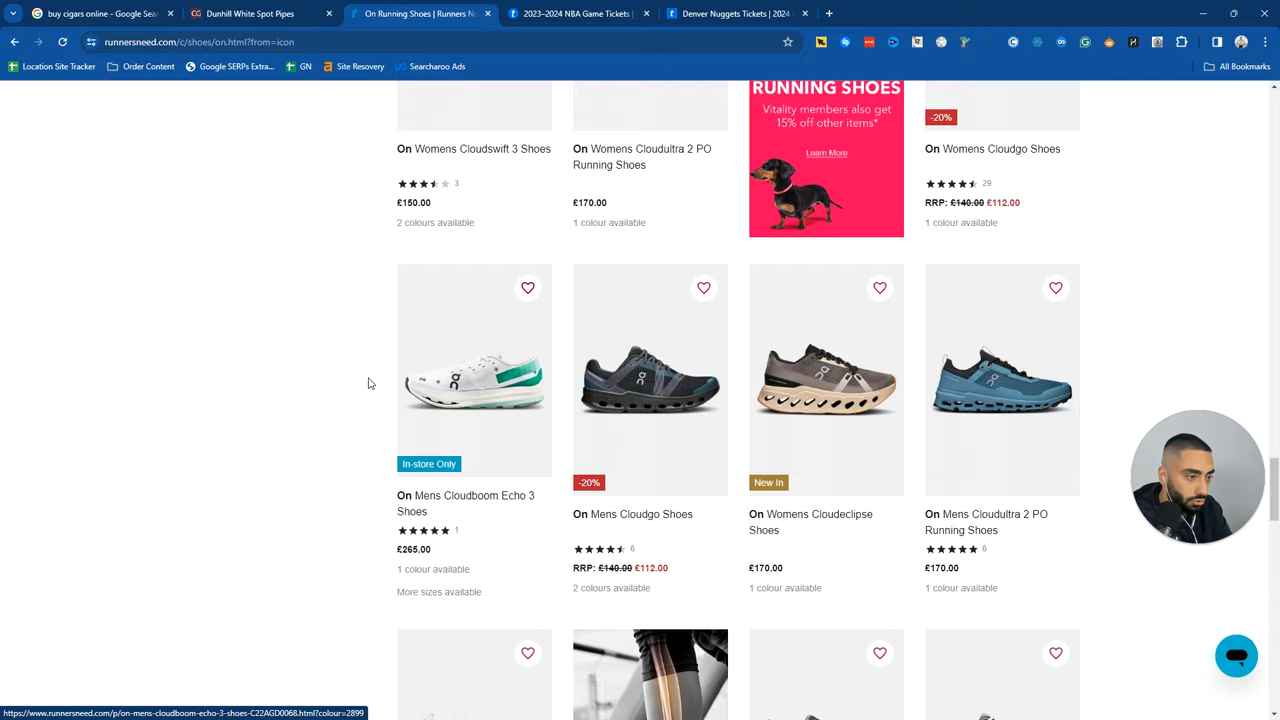 buy cigars online - Google Sea
Dunhill White Spot Pipes
On Running Shoes | Runners N
2023–2024 NBA Game Tickets |
Denver Nuggets Tickets | 2024
runnersneed.com/c/shoes/on.html?from=icon
Location Site Tracker
Order Content
Google SERPs Extra...
GN
Site Recovery
Searcharoo Ads
All Bookmarks
RUNNING SHOES
Vitality members also get
15% off other items*
Learn More
-20%
On Womens Cloudswift 3 Shoes
3
£150.00
2 colours available
On Womens Cloudultra 2 PO
Running Shoes
£170.00
1 colour available
On Womens Cloudgo Shoes
29
RRP: £140.00 £112.00
1 colour available
In-store Only
On Mens Cloudboom Echo 3
Shoes
1
£265.00
1 colour available
More sizes available
-20%
On Mens Cloudgo Shoes
6
RRP: £140.00 £112.00
2 colours available
New In
On Womens Cloudeclipse
Shoes
£170.00
1 colour available
On Mens Cloudultra 2 PO
Running Shoes
6
£170.00
1 colour available
https://www.runnersneed.com/p/on-mens-cloudboom-echo-3-shoes-C22AGD0068.html?colour=2899